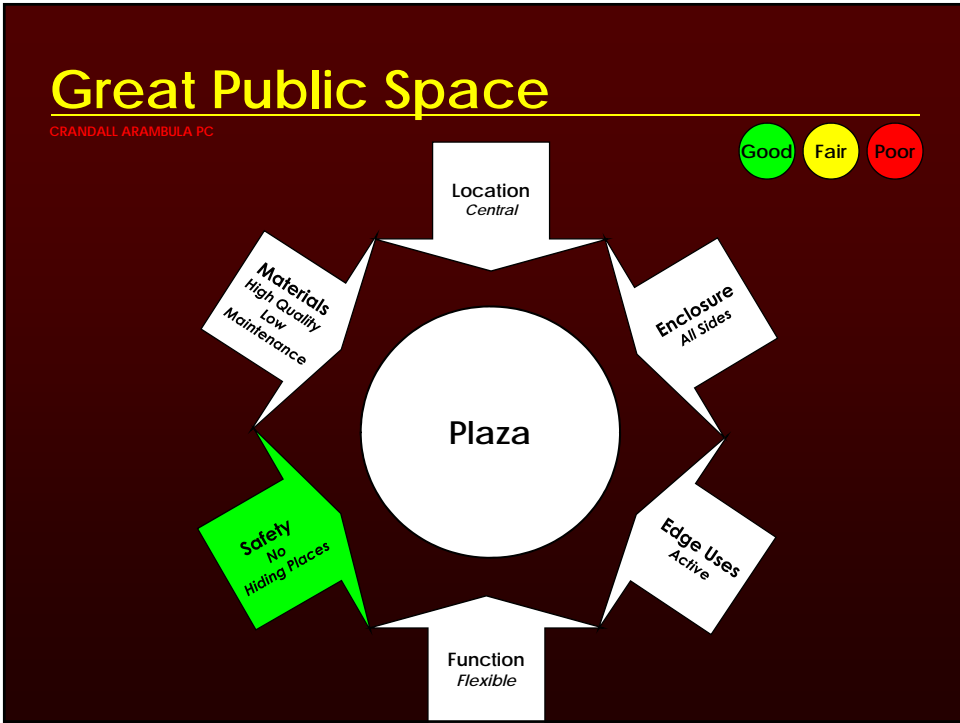 Great Public Space
CRANDALL ARAMBULA PC
Good
Fair
Poor
Location
Central
Materials
High Quality
Low
Maintenance
Enclosure
All Sides
Plaza
Safety
No
Hiding Places
Edge Uses
Active
Function
Flexible